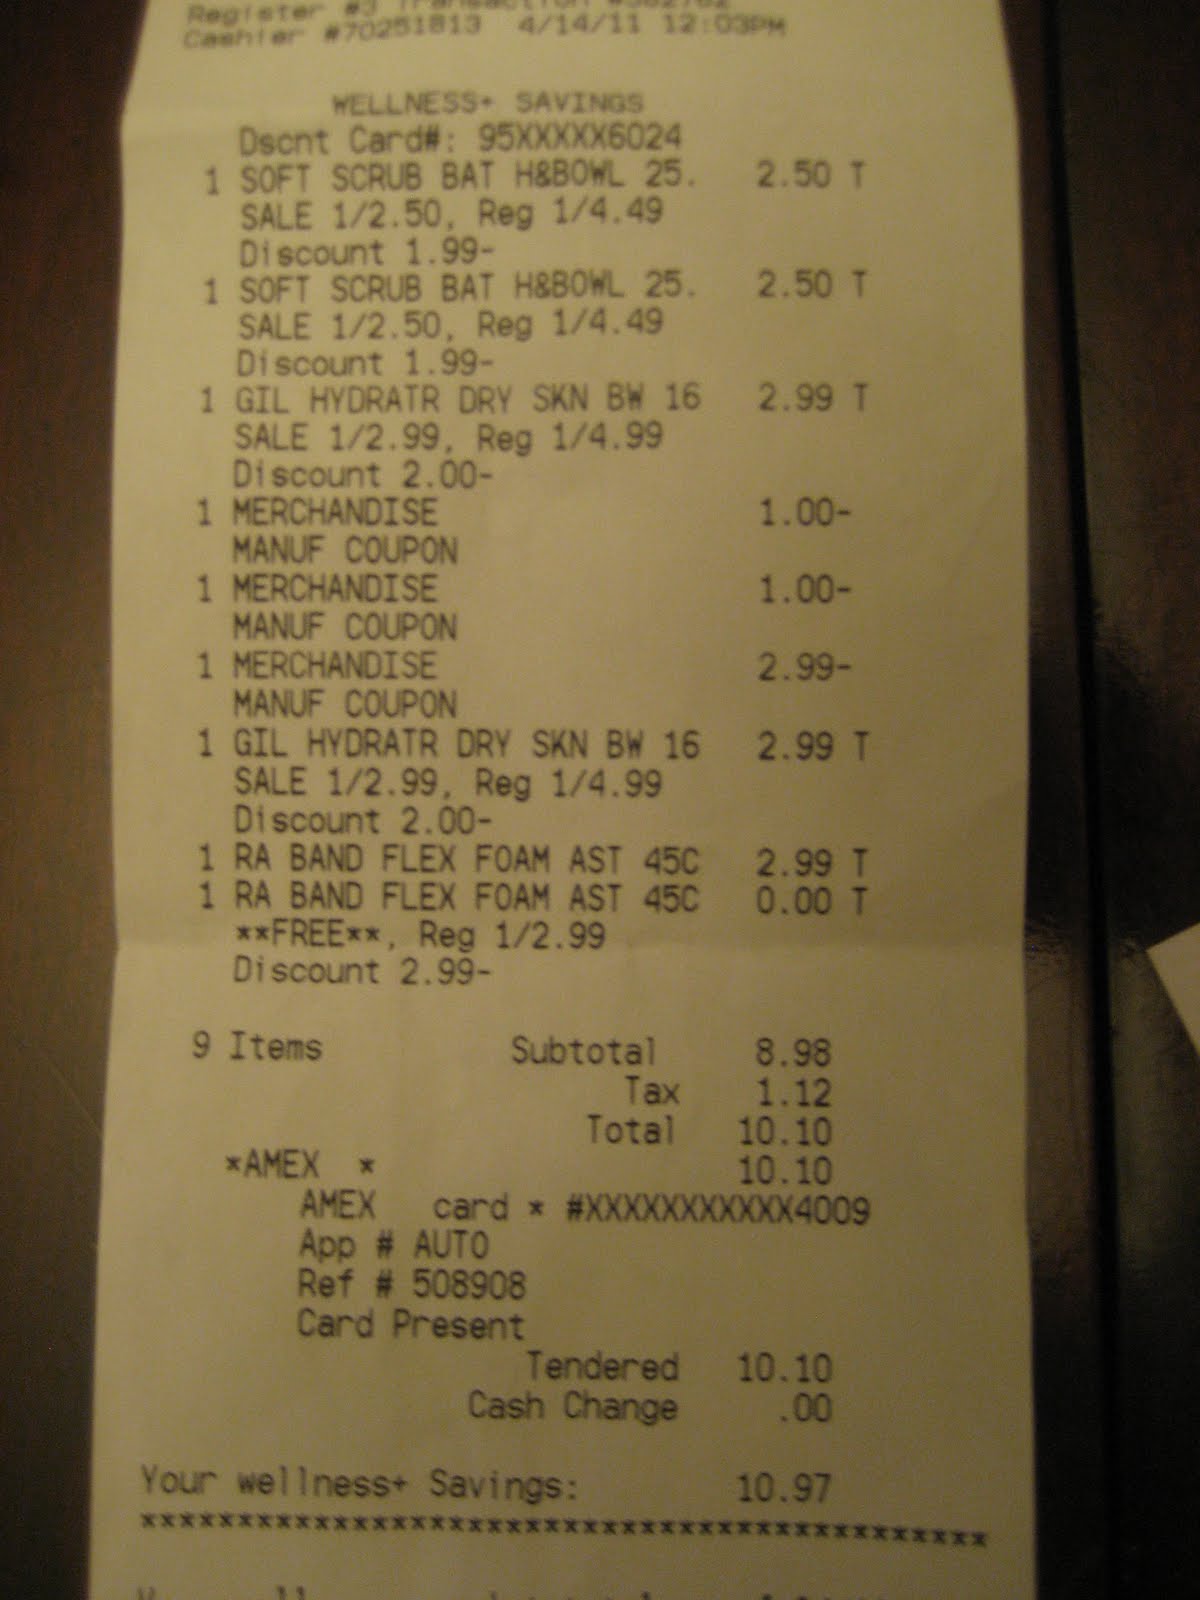 Register #3 Transaction #382762
Cashier #70251813 4/14/11 12:03PM
WELLNESS+ SAVINGS
Dscnt Card#: 95XXXXX6024
1 SOFT SCRUB BAT H&BOWL 25. 2.50 T
SALE 1/2.50, Reg 1/4.49
Discount 1.99-
1 SOFT SCRUB BAT H&BOWL 25. 2.50 T
SALE 1/2.50, Reg 1/4.49
Discount 1.99-
1 GIL HYDRATR DRY SKN BW 16 2.99 T
SALE 1/2.99, Reg 1/4.99
Discount 2.00-
1 MERCHANDISE 1.00-
MANUF COUPON
1 MERCHANDISE 1.00-
MANUF COUPON
1 MERCHANDISE 2.99-
MANUF COUPON
1 GIL HYDRATR DRY SKN BW 16 2.99 T
SALE 1/2.99, Reg 1/4.99
Discount 2.00-
1 RA BAND FLEX FOAM AST 45C 2.99 T
1 RA BAND FLEX FOAM AST 45C 0.00 T
**FREE**, Reg 1/2.99
Discount 2.99-
9 Items Subtotal 8.98
Tax 1.12
Total 10.10
*AMEX * 10.10
AMEX card * #XXXXXXXXXXX4009
App # AUTO
Ref # 508908
Card Present
Tendered 10.10
Cash Change .00
Your wellness+ Savings: 10.97
*********************************************